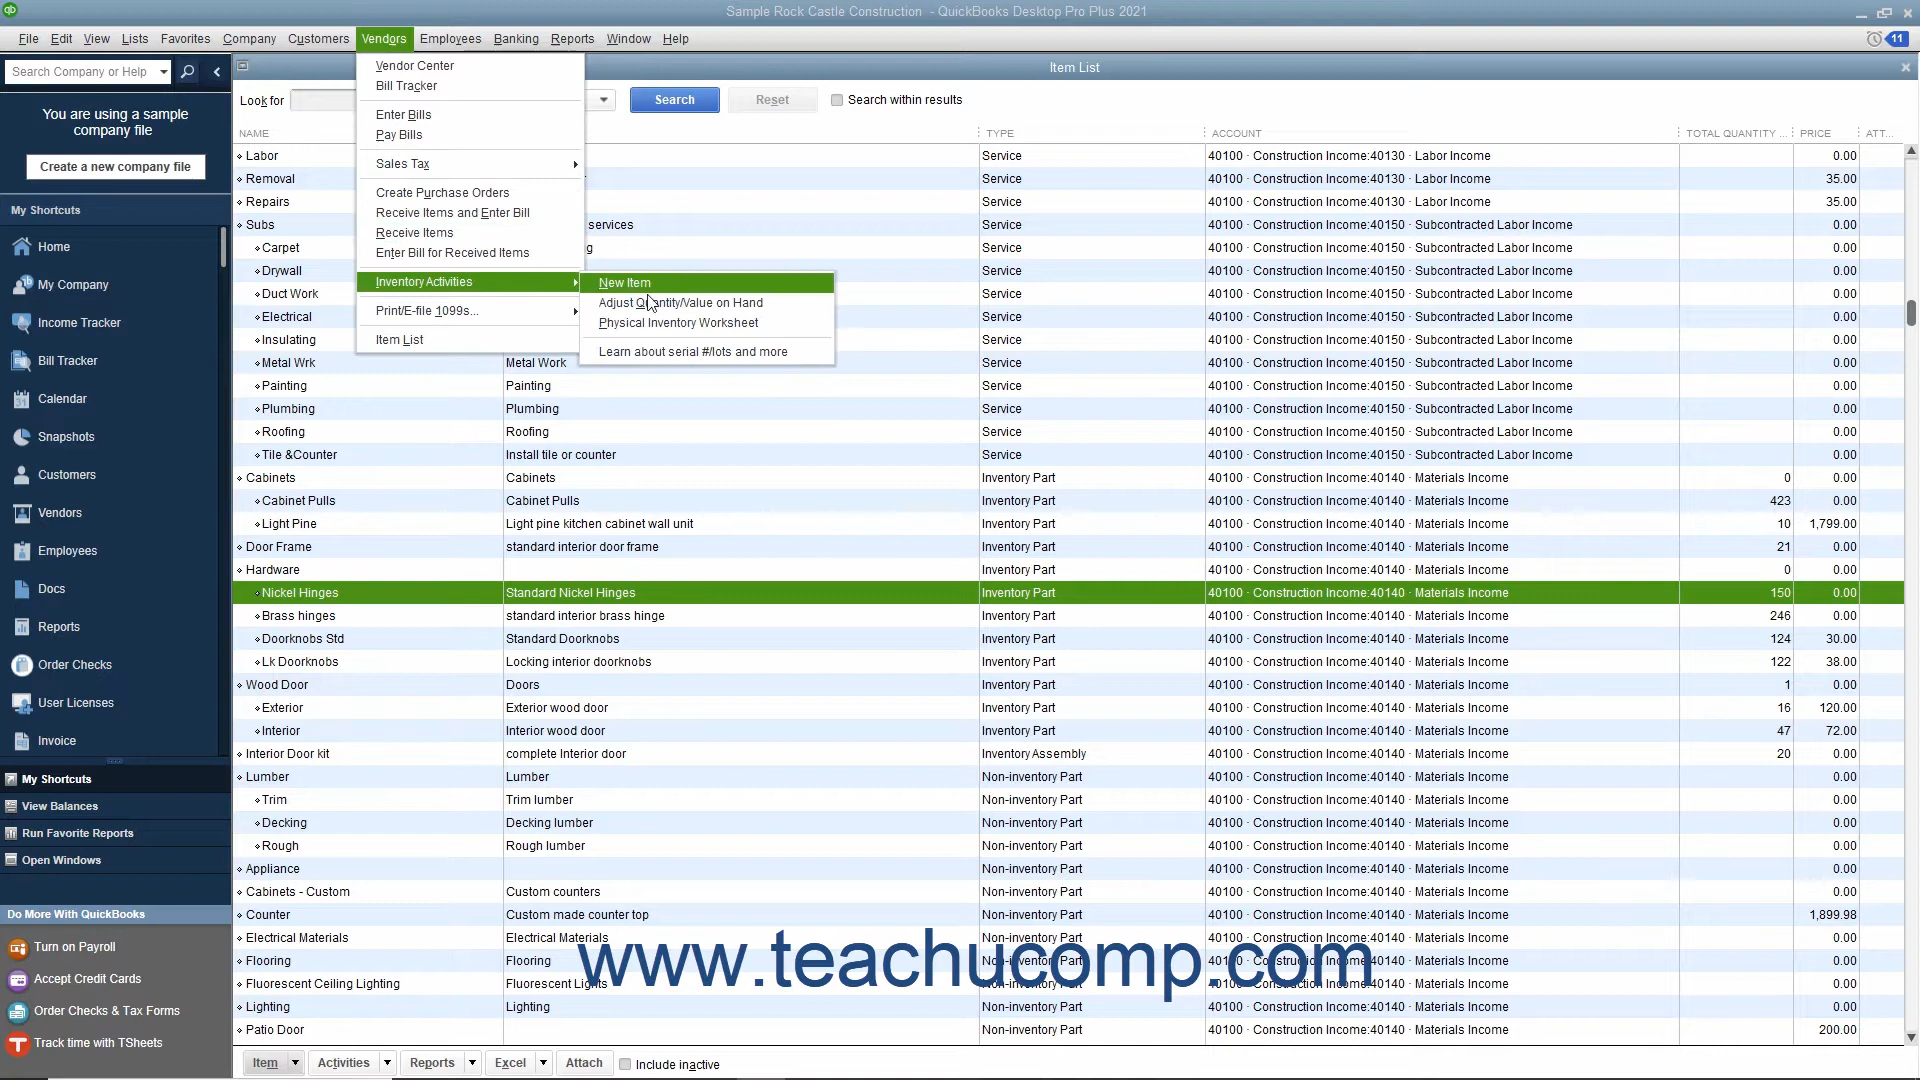 Sample Rock Castle Construction - QuickBooks Desktop Pro Plus 2021
File Edit View Lists Favorites Company Customers Vendors Employees Banking Reports Window Help
11
Search Company or Help
Item List
You are using a sample
company file
Create a new company file
My Shortcuts
Home
My Company
Income Tracker
Bill Tracker
Calendar
Snapshots
Customers
Vendors
Employees
Docs
Reports
Order Checks
User Licenses
Invoice
My Shortcuts
View Balances
Run Favorite Reports
Open Windows
Do More With QuickBooks
Turn on Payroll
Accept Credit Cards
Order Checks & Tax Forms
Track time with TSheets
Vendor Center
Bill Tracker
Enter Bills
Pay Bills
Sales Tax
Create Purchase Orders
Receive Items and Enter Bill
Receive Items
Enter Bill for Received Items
Inventory Activities
Print/E-file 1099s...
Item List
New Item
Adjust Quantity/Value on Hand
Physical Inventory Worksheet
Learn about serial #/lots and more
Look for Search Reset Search within results
NAME TYPE ACCOUNT TOTAL QUANTITY ... PRICE ATT...
Labor Service 40100 · Construction Income:40130 · Labor Income 0.00
Removal Service 40100 · Construction Income:40130 · Labor Income 35.00
Repairs Service 40100 · Construction Income:40130 · Labor Income 35.00
Subs services Service 40100 · Construction Income:40150 · Subcontracted Labor Income 0.00
Carpet g Service 40100 · Construction Income:40150 · Subcontracted Labor Income 0.00
Drywall Service 40100 · Construction Income:40150 · Subcontracted Labor Income 0.00
Duct Work Service 40100 · Construction Income:40150 · Subcontracted Labor Income 0.00
Electrical Service 40100 · Construction Income:40150 · Subcontracted Labor Income 0.00
Insulating Service 40100 · Construction Income:40150 · Subcontracted Labor Income 0.00
Metal Wrk Metal Work Service 40100 · Construction Income:40150 · Subcontracted Labor Income 0.00
Painting Painting Service 40100 · Construction Income:40150 · Subcontracted Labor Income 0.00
Plumbing Plumbing Service 40100 · Construction Income:40150 · Subcontracted Labor Income 0.00
Roofing Roofing Service 40100 · Construction Income:40150 · Subcontracted Labor Income 0.00
Tile &Counter Install tile or counter Service 40100 · Construction Income:40150 · Subcontracted Labor Income 0.00
Cabinets Cabinets Inventory Part 40100 · Construction Income:40140 · Materials Income 0 0.00
Cabinet Pulls Cabinet Pulls Inventory Part 40100 · Construction Income:40140 · Materials Income 423 0.00
Light Pine Light pine kitchen cabinet wall unit Inventory Part 40100 · Construction Income:40140 · Materials Income 10 1,799.00
Door Frame standard interior door frame Inventory Part 40100 · Construction Income:40140 · Materials Income 21 0.00
Hardware Inventory Part 40100 · Construction Income:40140 · Materials Income 0 0.00
Nickel Hinges Standard Nickel Hinges Inventory Part 40100 · Construction Income:40140 · Materials Income 150 0.00
Brass hinges standard interior brass hinge Inventory Part 40100 · Construction Income:40140 · Materials Income 246 0.00
Doorknobs Std Standard Doorknobs Inventory Part 40100 · Construction Income:40140 · Materials Income 124 30.00
Lk Doorknobs Locking interior doorknobs Inventory Part 40100 · Construction Income:40140 · Materials Income 122 38.00
Wood Door Doors Inventory Part 40100 · Construction Income:40140 · Materials Income 1 0.00
Exterior Exterior wood door Inventory Part 40100 · Construction Income:40140 · Materials Income 16 120.00
Interior Interior wood door Inventory Part 40100 · Construction Income:40140 · Materials Income 47 72.00
Interior Door kit complete Interior door Inventory Assembly 40100 · Construction Income:40140 · Materials Income 20 0.00
Lumber Lumber Non-inventory Part 40100 · Construction Income:40140 · Materials Income 0.00
Trim Trim lumber Non-inventory Part 40100 · Construction Income:40140 · Materials Income 0.00
Decking Decking lumber Non-inventory Part 40100 · Construction Income:40140 · Materials Income 0.00
Rough Rough lumber Non-inventory Part 40100 · Construction Income:40140 · Materials Income 0.00
Appliance Non-inventory Part 40100 · Construction Income:40140 · Materials Income 0.00
Cabinets - Custom Custom counters Non-inventory Part 40100 · Construction Income:40140 · Materials Income 0.00
Counter Custom made counter top Non-inventory Part 40100 · Construction Income:40140 · Materials Income 1,899.98
Electrical Materials Electrical Materials Non-inventory Part 40100 · Construction Income:40140 · Materials Income 0.00
Flooring Flooring Non-inventory Part 40100 · Construction Income:40140 · Materials Income 0.00
Fluorescent Ceiling Lighting Fluorescent Lights Non-inventory Part 40100 · Construction Income:40140 · Materials Income 0.00
Lighting Lighting Non-inventory Part 40100 · Construction Income:40140 · Materials Income 0.00
Patio Door Non-inventory Part 40100 · Construction Income:40140 · Materials Income 200.00
www.teachucomp.com
Item Activities Reports Excel Attach Include inactive